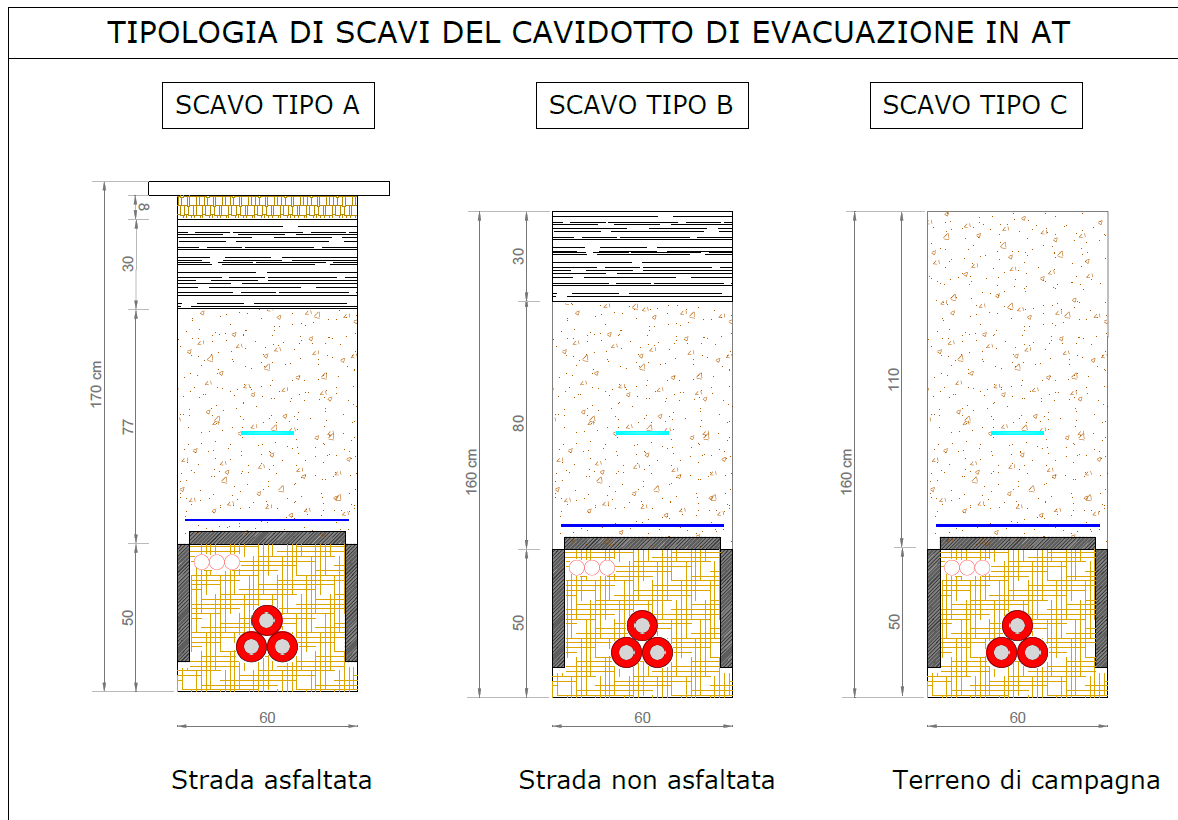 TIPOLOGIA DI SCAVI DEL CAVIDOTTO DI EVACUAZIONE IN AT
SCAVO TIPO A
SCAVO TIPO B
SCAVO TIPO C
8
30
77
170 cm
50
60
30
80
160 cm
50
60
110
160 cm
50
60
Strada asfaltata
Strada non asfaltata
Terreno di campagna